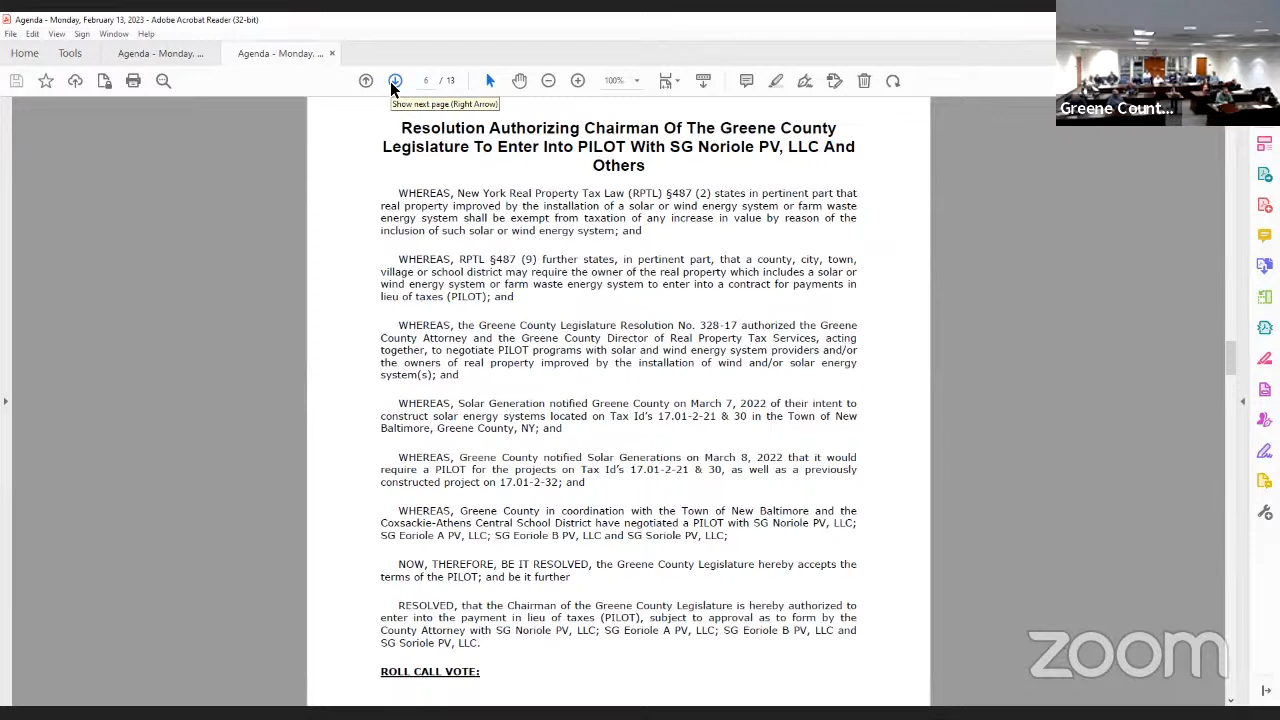 Agenda - Monday, February 13, 2023 - Adobe Acrobat Reader (32-bit)
File Edit View Sign Window Help
Home Tools Agenda - Monday, ... Agenda - Monday, ... ×
6 / 13 100%
Show next page (Right Arrow)
Greene Count...
Resolution Authorizing Chairman Of The Greene County
Legislature To Enter Into PILOT With SG Noriole PV, LLC And
Others
WHEREAS, New York Real Property Tax Law (RPTL) §487 (2) states in pertinent part that
real property improved by the installation of a solar or wind energy system or farm waste
energy system shall be exempt from taxation of any increase in value by reason of the
inclusion of such solar or wind energy system; and
WHEREAS, RPTL §487 (9) further states, in pertinent part, that a county, city, town,
village or school district may require the owner of the real property which includes a solar or
wind energy system or farm waste energy system to enter into a contract for payments in
lieu of taxes (PILOT); and
WHEREAS, the Greene County Legislature Resolution No. 328-17 authorized the Greene
County Attorney and the Greene County Director of Real Property Tax Services, acting
together, to negotiate PILOT programs with solar and wind energy system providers and/or
the owners of real property improved by the installation of wind and/or solar energy
system(s); and
WHEREAS, Solar Generation notified Greene County on March 7, 2022 of their intent to
construct solar energy systems located on Tax Id's 17.01-2-21 & 30 in the Town of New
Baltimore, Greene County, NY; and
WHEREAS, Greene County notified Solar Generations on March 8, 2022 that it would
require a PILOT for the projects on Tax Id's 17.01-2-21 & 30, as well as a previously
constructed project on 17.01-2-32; and
WHEREAS, Greene County in coordination with the Town of New Baltimore and the
Coxsackie-Athens Central School District have negotiated a PILOT with SG Noriole PV, LLC;
SG Eoriole A PV, LLC; SG Eoriole B PV, LLC and SG Soriole PV, LLC;
NOW, THEREFORE, BE IT RESOLVED, the Greene County Legislature hereby accepts the
terms of the PILOT; and be it further
RESOLVED, that the Chairman of the Greene County Legislature is hereby authorized to
enter into the payment in lieu of taxes (PILOT), subject to approval as to form by the
County Attorney with SG Noriole PV, LLC; SG Eoriole A PV, LLC; SG Eoriole B PV, LLC and
SG Soriole PV, LLC.
ROLL CALL VOTE:
zoom